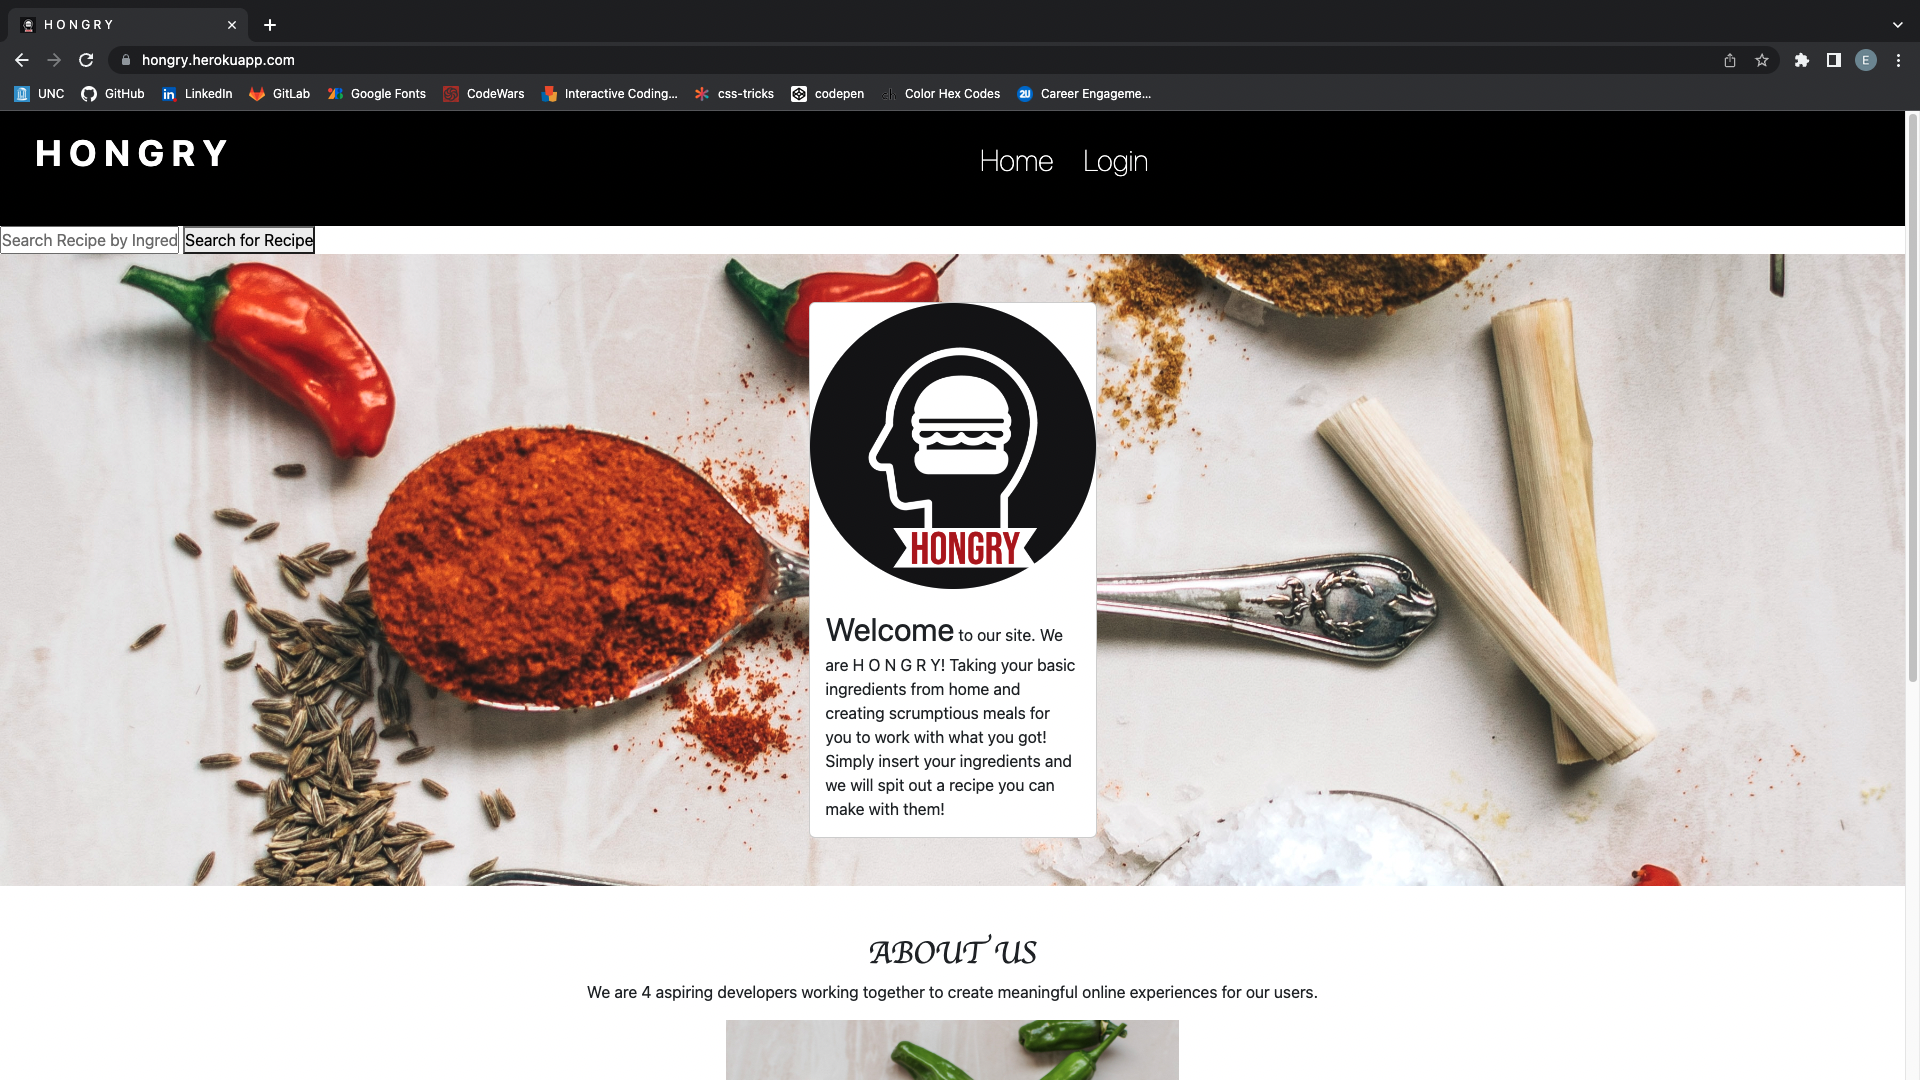 H O N G R Y
hongry.herokuapp.com
E
UNC GitHub LinkedIn GitLab Google Fonts CodeWars Interactive Coding... css-tricks codepen Color Hex Codes Career Engageme...
HONGRY
Home Login
Search Recipe by Ingred Search for Recipe
HONGRY
Welcome to our site. We
are H O N G R Y! Taking your basic
ingredients from home and
creating scrumptious meals for
you to work with what you got!
Simply insert your ingredients and
we will spit out a recipe you can
make with them!
ABOUT US
We are 4 aspiring developers working together to create meaningful online experiences for our users.